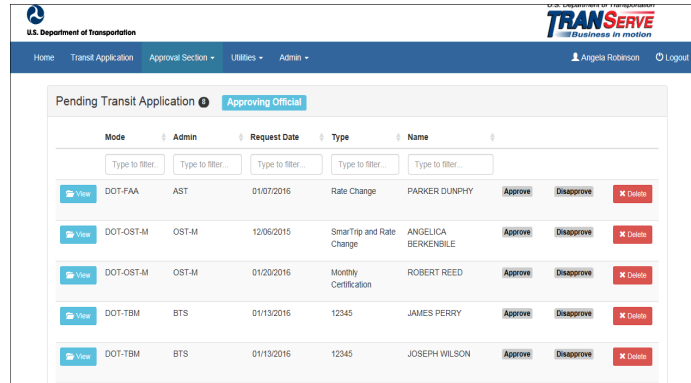 U.S. Department of Transportation
U.S. Department of Transportation
TRANSERVE
Business in motion
Home Transit Application Approval Section Utilities Admin Angela Robinson Logout
Pending Transit Application 8 Approving Official
Mode Admin Request Date Type Name
Type to filter... Type to filter... Type to filter... Type to filter... Type to filter...
View DOT-FAA AST 01/07/2016 Rate Change PARKER DUNPHY Approve Disapprove Delete
View DOT-OST-M OST-M 12/06/2015 SmarTrip and Rate ANGELICA Approve Disapprove Delete
Change BERKENBILE
View DOT-OST-M OST-M 01/20/2016 Monthly ROBERT REED Approve Disapprove Delete
Certification
View DOT-TBM BTS 01/13/2016 12345 JAMES PERRY Approve Disapprove Delete
View DOT-TBM BTS 01/13/2016 12345 JOSEPH WILSON Approve Disapprove Delete